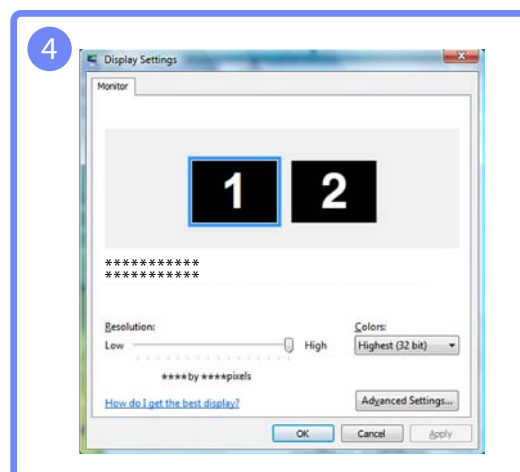 4
Display Settings
Monitor
1 2
***********
***********
Resolution:
Low High
**** by ****pixels
Colors:
Highest (32 bit)
How do I get the best display?
Advanced Settings...
OK Cancel Apply